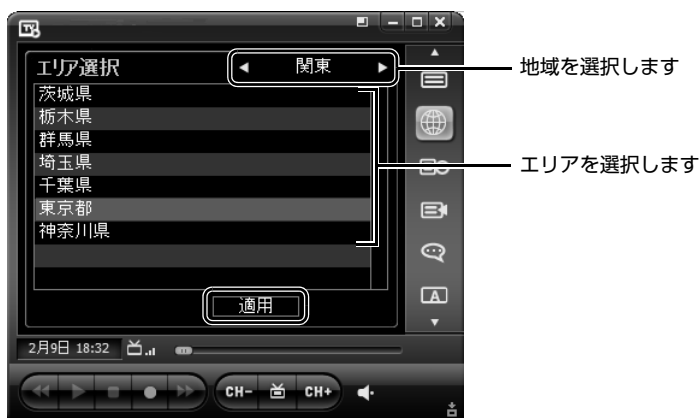 TV
エリア選択
◀ 関東 ▶
地域を選択します
茨城県
栃木県
群馬県
埼玉県
エリアを選択します
千葉県
東京都
神奈川県
A
適用
2月9日 18:32
CH- CH+